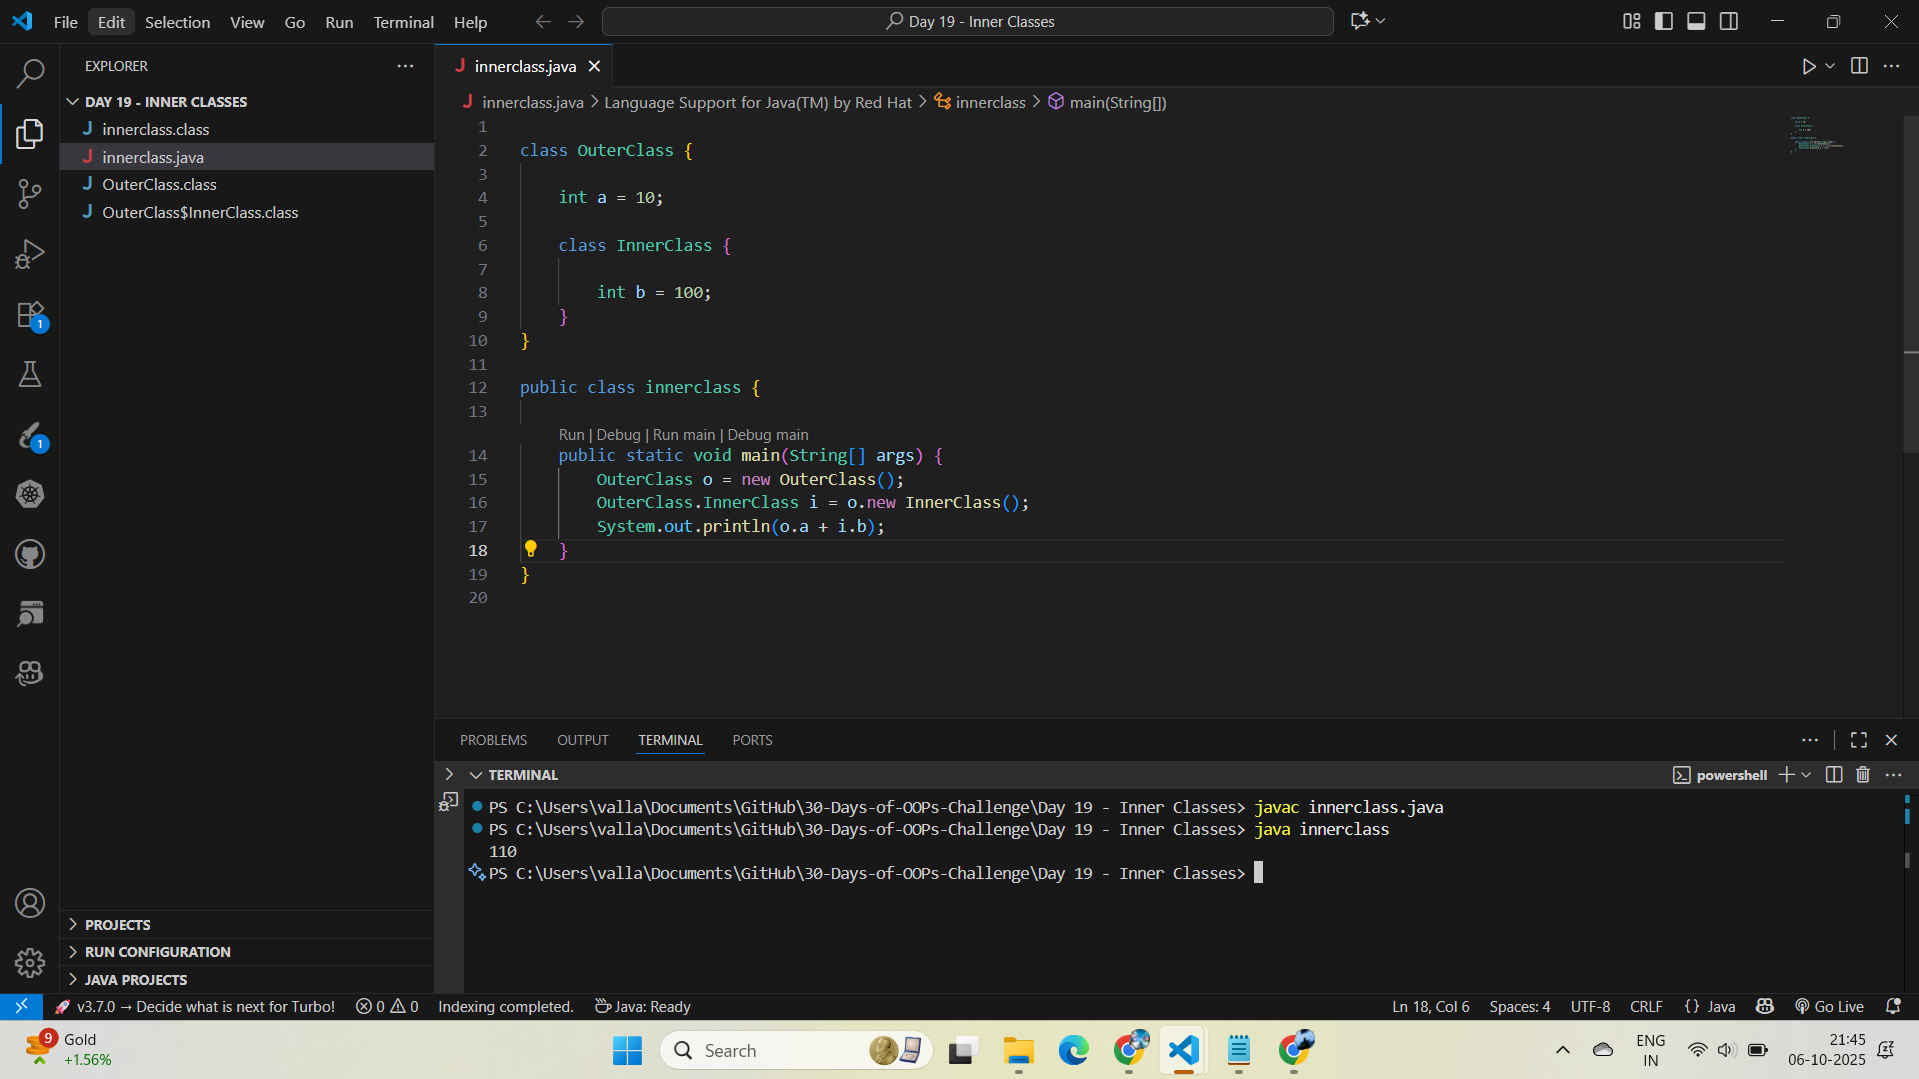 File Edit Selection View Go Run Terminal Help
Day 19 - Inner Classes
EXPLORER
DAY 19 - INNER CLASSES
innerclass.class
innerclass.java
OuterClass.class
OuterClass$InnerClass.class
1
1
PROJECTS
RUN CONFIGURATION
JAVA PROJECTS
innerclass.java
innerclass.java > Language Support for Java(TM) by Red Hat > innerclass > main(String[])
1
2 class OuterClass {
3
4 int a = 10;
5
6 class InnerClass {
7
8 int b = 100;
9 }
10 }
11
12 public class innerclass {
13
Run | Debug | Run main | Debug main
14 public static void main(String[] args) {
15 OuterClass o = new OuterClass();
16 OuterClass.InnerClass i = o.new InnerClass();
17 System.out.println(o.a + i.b);
18 }
19 }
20
PROBLEMS OUTPUT TERMINAL PORTS
TERMINAL
powershell
PS C:\Users\valla\Documents\GitHub\30-Days-of-OOPs-Challenge\Day 19 - Inner Classes> javac innerclass.java
PS C:\Users\valla\Documents\GitHub\30-Days-of-OOPs-Challenge\Day 19 - Inner Classes> java innerclass
110
PS C:\Users\valla\Documents\GitHub\30-Days-of-OOPs-Challenge\Day 19 - Inner Classes>
v3.7.0 → Decide what is next for Turbo! 0 0 Indexing completed. Java: Ready
Ln 18, Col 6 Spaces: 4 UTF-8 CRLF {} Java Go Live
9
Gold
+1.56%
Search
ENG
IN
21:45
06-10-2025